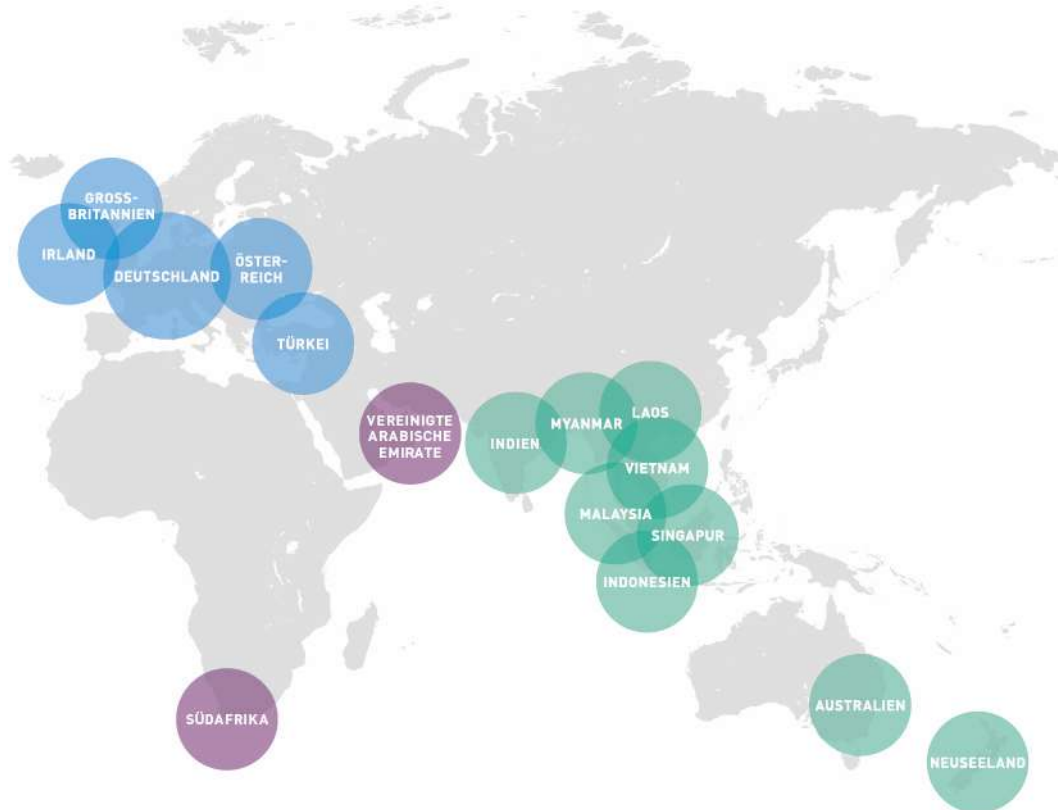 GROSS-
BRITANNIEN
IRLAND
DEUTSCHLAND
ÖSTER-
REICH
TÜRKEI
VEREINIGTE
ARABISCHE
EMIRATE
INDIEN
MYANMAR
LAOS
VIETNAM
MALAYSIA
SINGAPUR
INDONESIEN
SÜDAFRIKA
AUSTRALIEN
NEUSEELAND